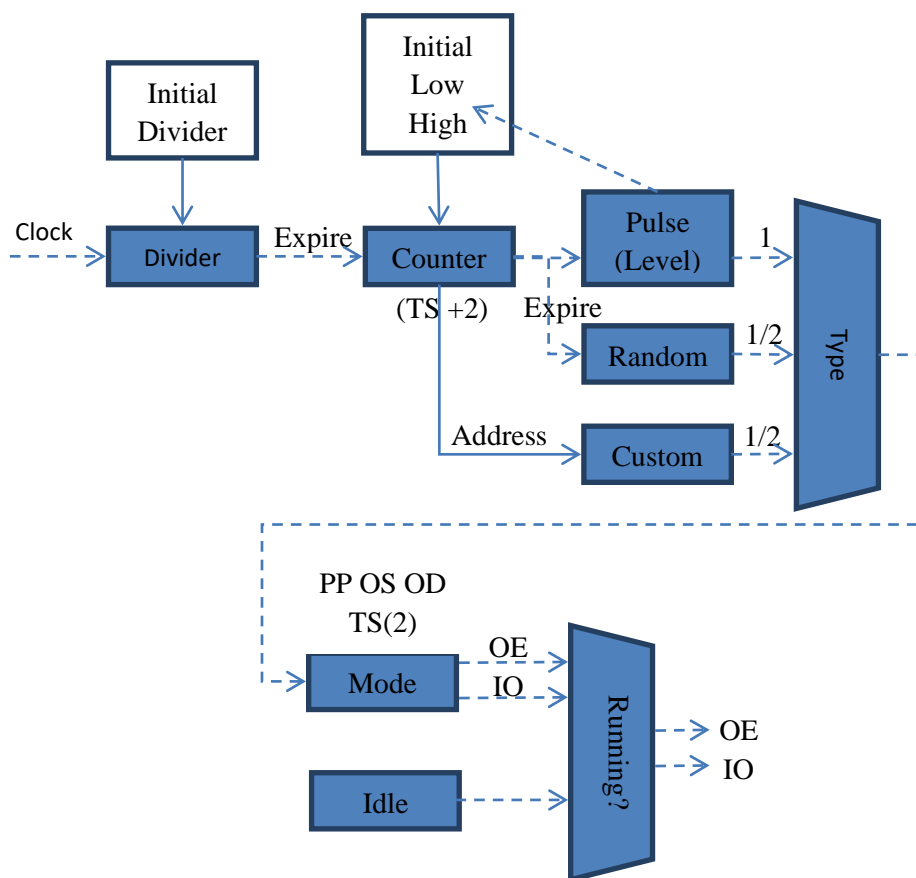 Initial
Divider
Initial
Low
High
Clock
Divider
Expire
Counter
(TS +2)
Pulse
(Level)
1
Expire
Random
1/2
Address
Custom
1/2
Type
PP OS OD
TS(2)
Mode
OE
IO
Idle
Running?
OE
IO